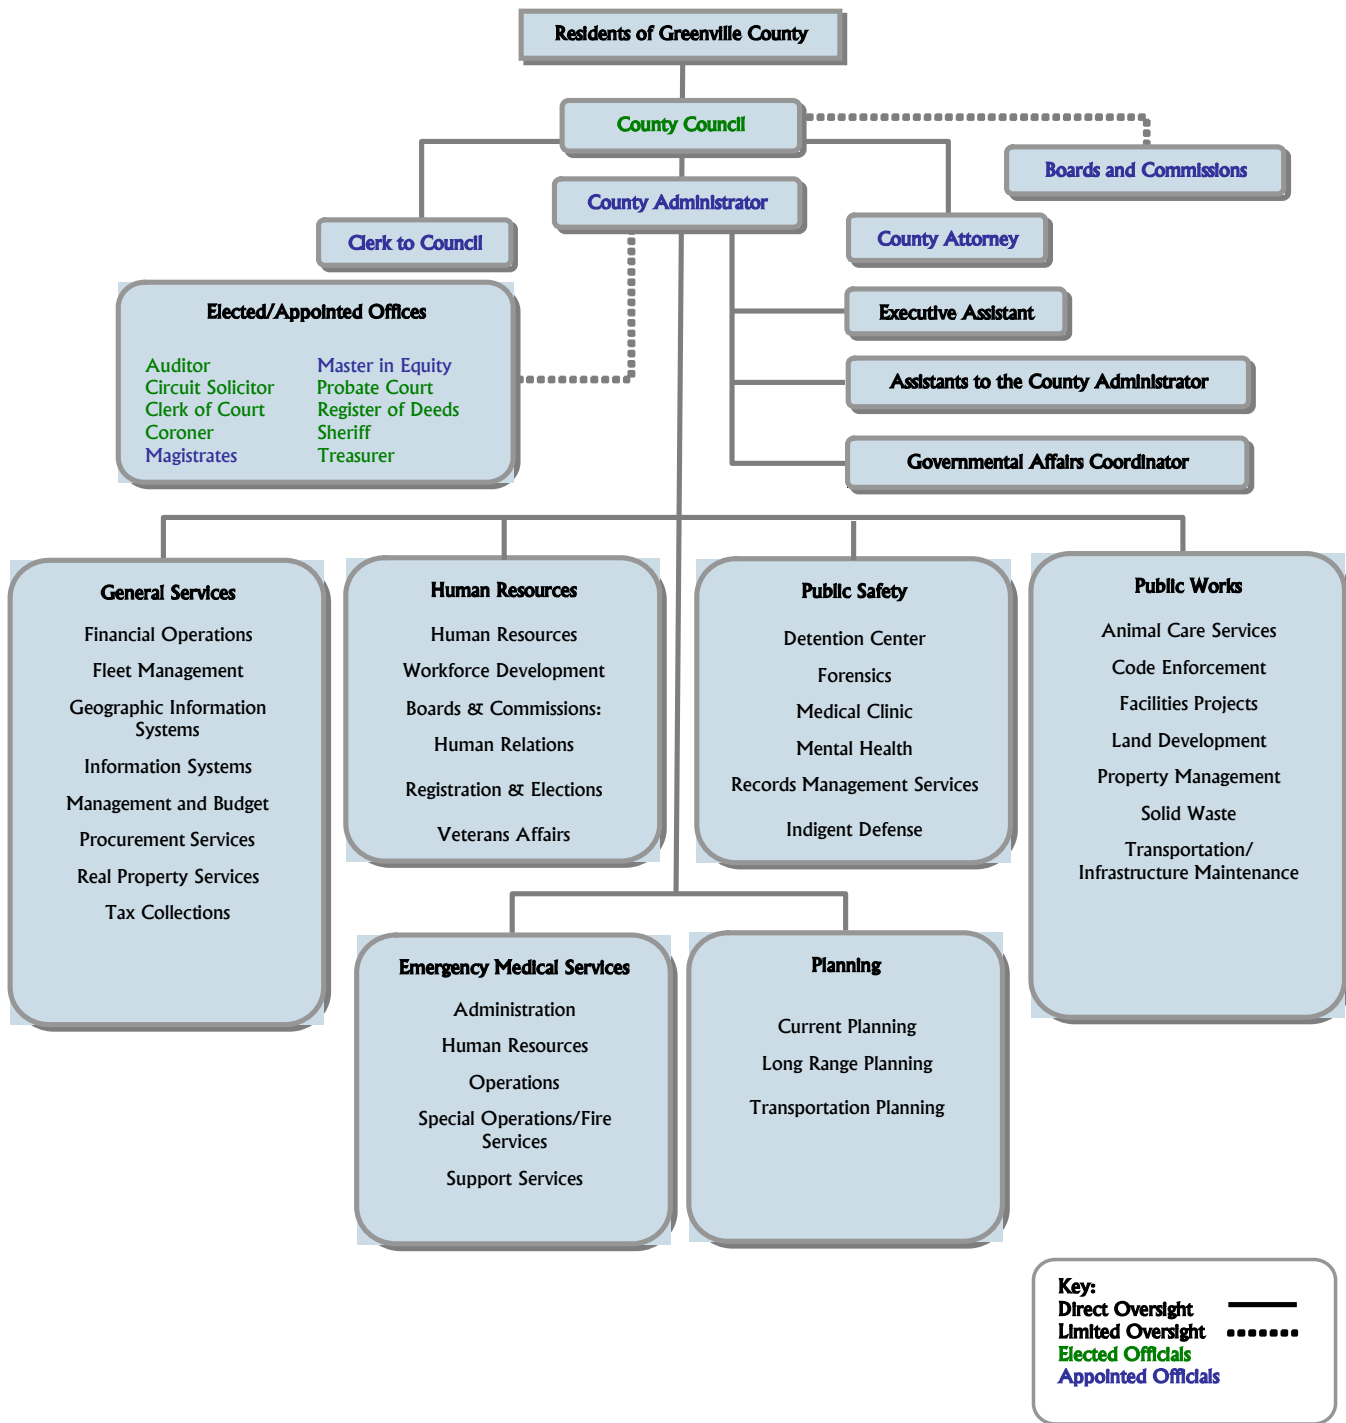 Residents of Greenville County
County Council
Boards and Commissions
County Administrator
Clerk to Council
County Attorney
Elected/Appointed Offices
Auditor
Circuit Solicitor
Clerk of Court
Coroner
Magistrates
Master in Equity
Probate Court
Register of Deeds
Sheriff
Treasurer
Executive Assistant
Assistants to the County Administrator
Governmental Affairs Coordinator
General Services
Financial Operations
Fleet Management
Geographic Information
Systems
Information Systems
Management and Budget
Procurement Services
Real Property Services
Tax Collections
Human Resources
Human Resources
Workforce Development
Boards & Commissions:
Human Relations
Registration & Elections
Veterans Affairs
Public Safety
Detention Center
Forensics
Medical Clinic
Mental Health
Records Management Services
Indigent Defense
Public Works
Animal Care Services
Code Enforcement
Facilities Projects
Land Development
Property Management
Solid Waste
Transportation/
Infrastructure Maintenance
Emergency Medical Services
Administration
Human Resources
Operations
Special Operations/Fire
Services
Support Services
Planning
Current Planning
Long Range Planning
Transportation Planning
Key:
Direct Oversight
Limited Oversight
Elected Officials
Appointed Officials